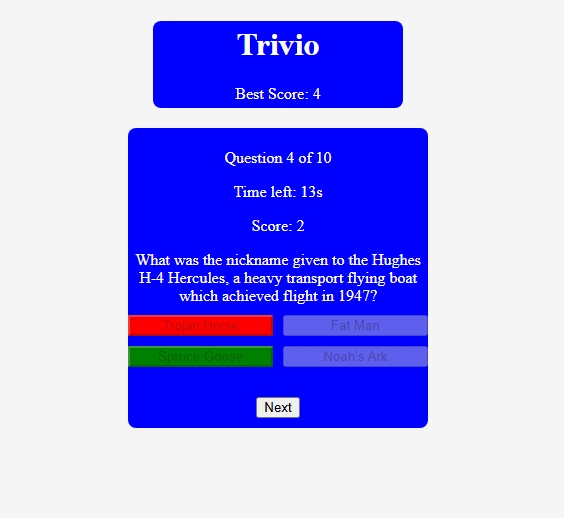 Trivio
Best Score: 4
Question 4 of 10
Time left: 13s
Score: 2
What was the nickname given to the Hughes
H-4 Hercules, a heavy transport flying boat
which achieved flight in 1947?
Trojan Horse
Fat Man
Spruce Goose
Noah's Ark
Next